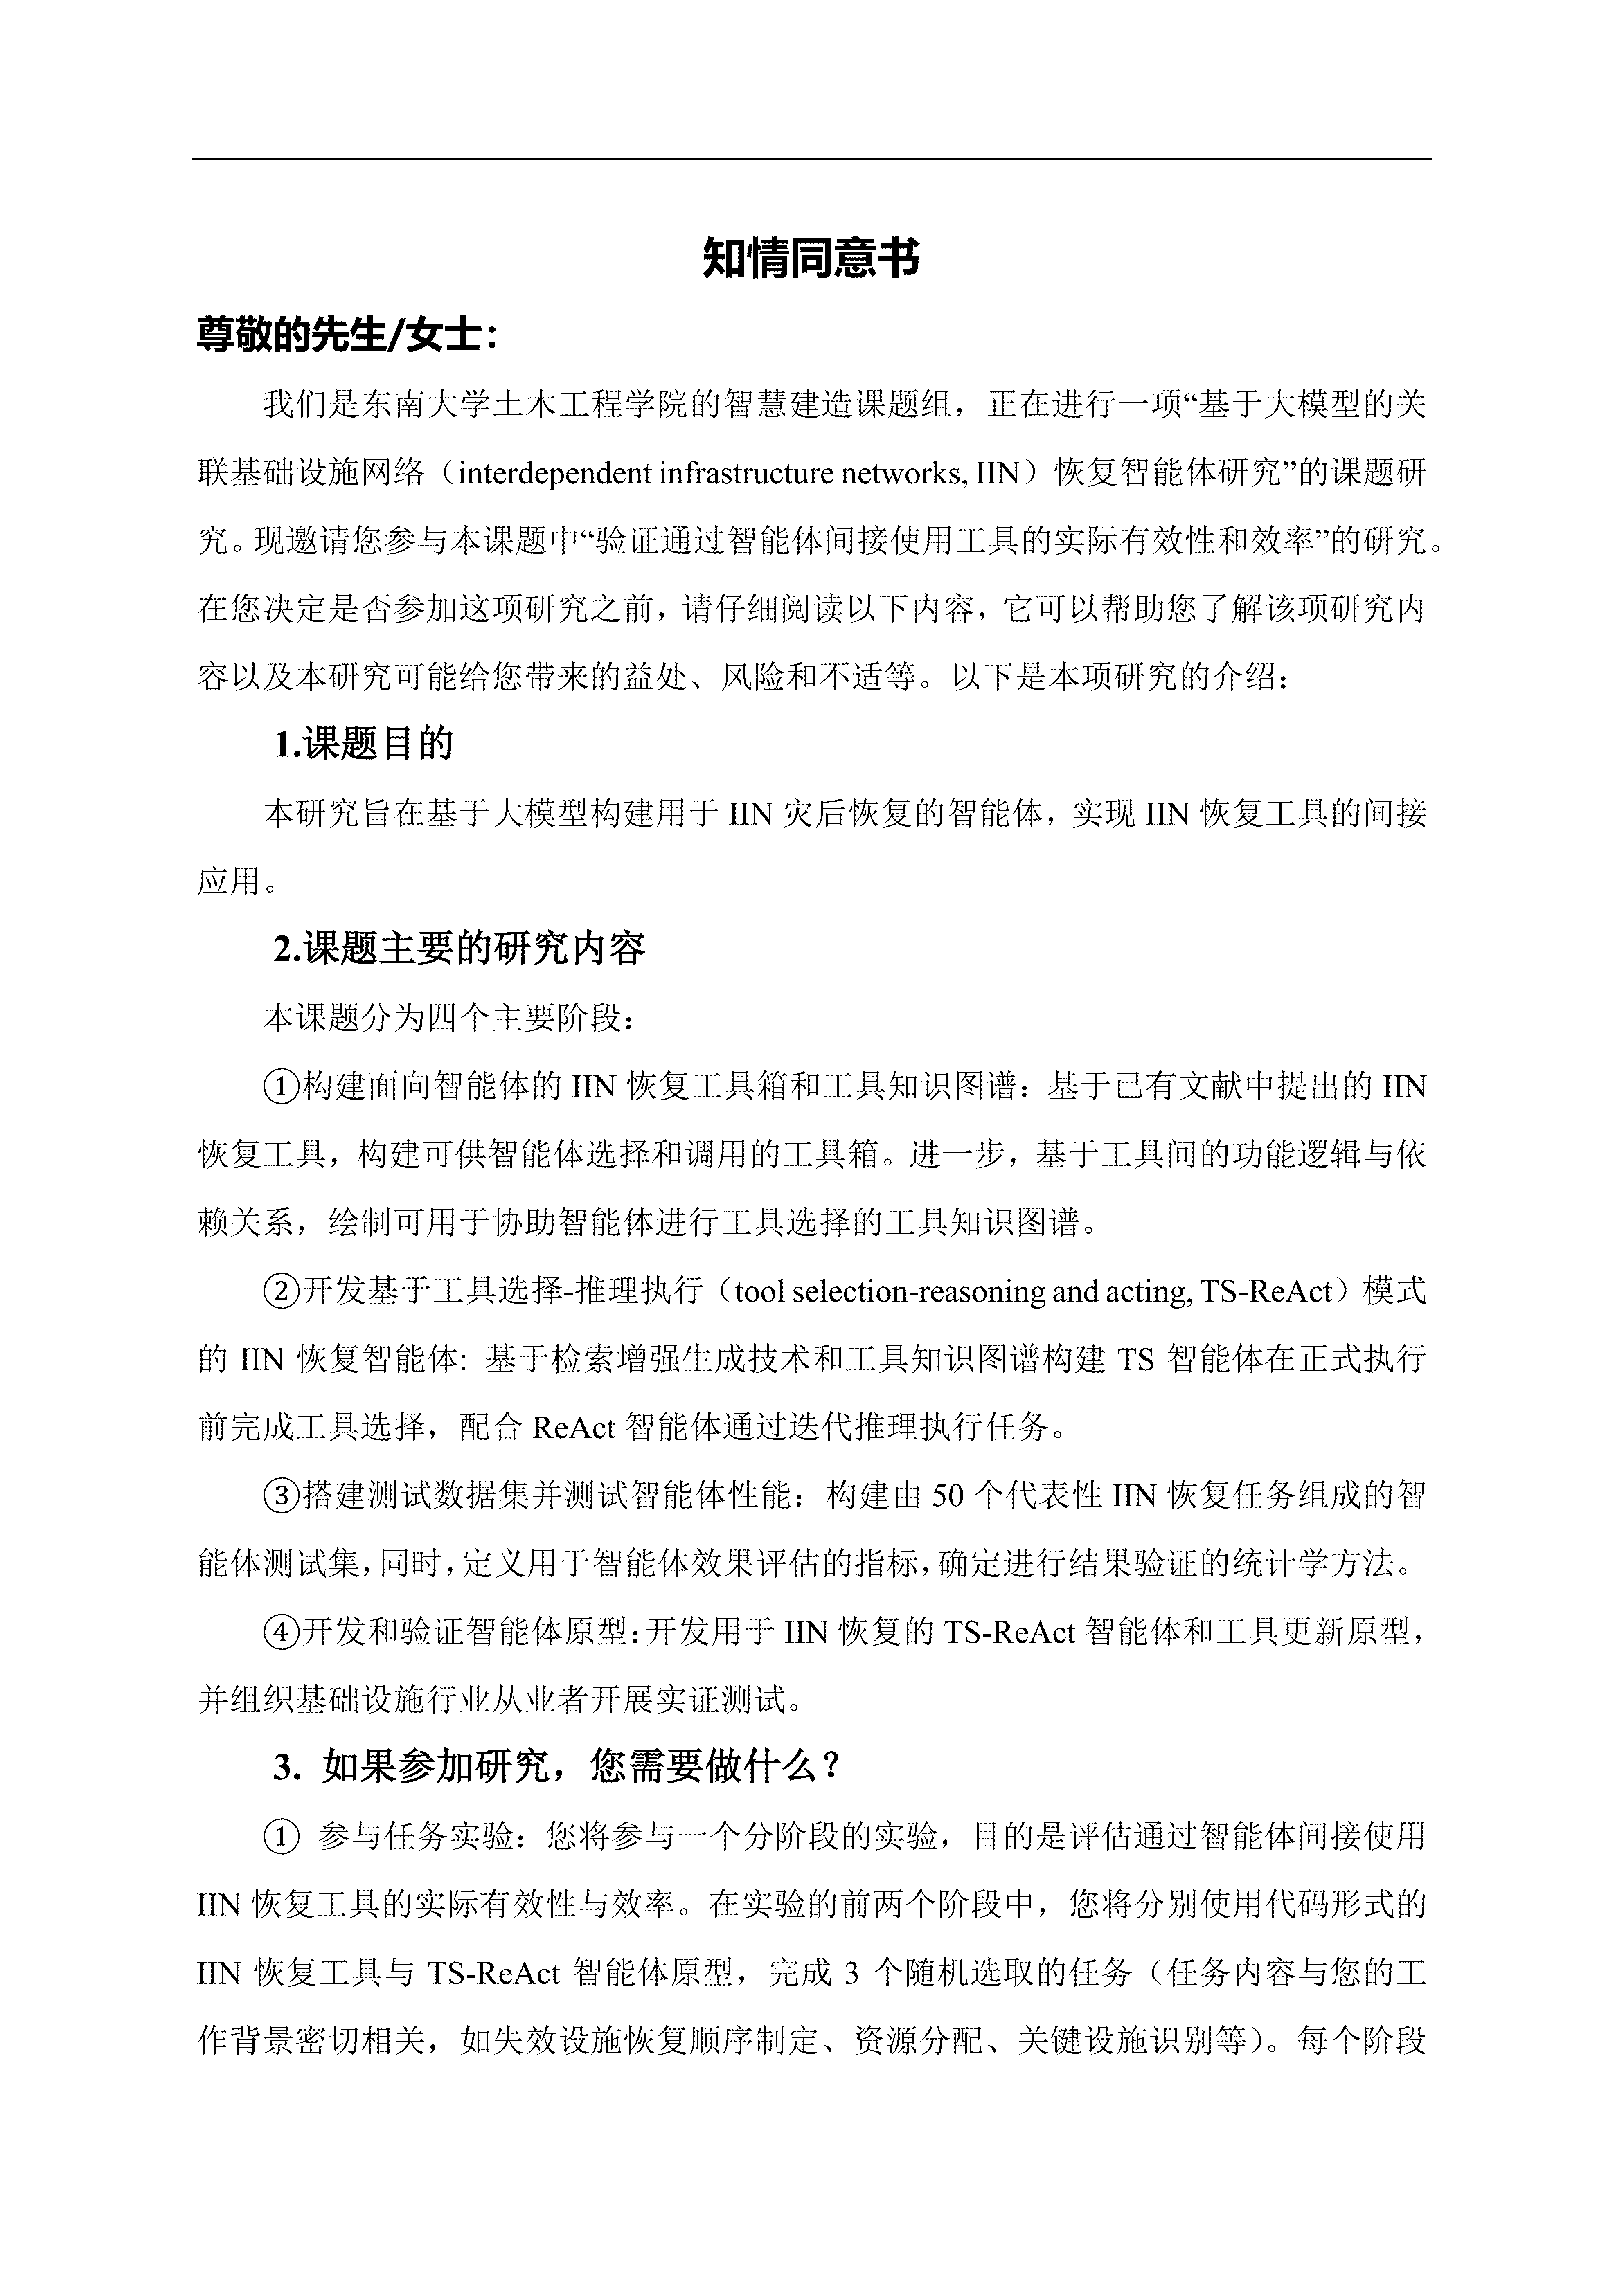 知情同意书
尊敬的先生/女士：
我们是东南大学土木工程学院的智慧建造课题组，正在进行一项“基于大模型的关
联基础设施网络（interdependent infrastructure networks, IIN）恢复智能体研究”的课题研
究。现邀请您参与本课题中“验证通过智能体间接使用工具的实际有效性和效率”的研究。
在您决定是否参加这项研究之前，请仔细阅读以下内容，它可以帮助您了解该项研究内
容以及本研究可能给您带来的益处、风险和不适等。以下是本项研究的介绍：
1.课题目的
本研究旨在基于大模型构建用于 IIN 灾后恢复的智能体，实现 IIN 恢复工具的间接
应用。
2.课题主要的研究内容
本课题分为四个主要阶段：
①构建面向智能体的 IIN 恢复工具箱和工具知识图谱：基于已有文献中提出的 IIN
恢复工具，构建可供智能体选择和调用的工具箱。进一步，基于工具间的功能逻辑与依
赖关系，绘制可用于协助智能体进行工具选择的工具知识图谱。
②开发基于工具选择-推理执行（tool selection-reasoning and acting, TS-ReAct）模式
的 IIN 恢复智能体: 基于检索增强生成技术和工具知识图谱构建 TS 智能体在正式执行
前完成工具选择，配合 ReAct 智能体通过迭代推理执行任务。
③搭建测试数据集并测试智能体性能：构建由 50 个代表性 IIN 恢复任务组成的智
能体测试集，同时，定义用于智能体效果评估的指标，确定进行结果验证的统计学方法。
④开发和验证智能体原型：开发用于 IIN 恢复的 TS-ReAct 智能体和工具更新原型，
并组织基础设施行业从业者开展实证测试。
3. 如果参加研究，您需要做什么？
① 参与任务实验：您将参与一个分阶段的实验，目的是评估通过智能体间接使用
IIN 恢复工具的实际有效性与效率。在实验的前两个阶段中，您将分别使用代码形式的
IIN 恢复工具与 TS-ReAct 智能体原型，完成 3 个随机选取的任务（任务内容与您的工
作背景密切相关，如失效设施恢复顺序制定、资源分配、关键设施识别等）。每个阶段